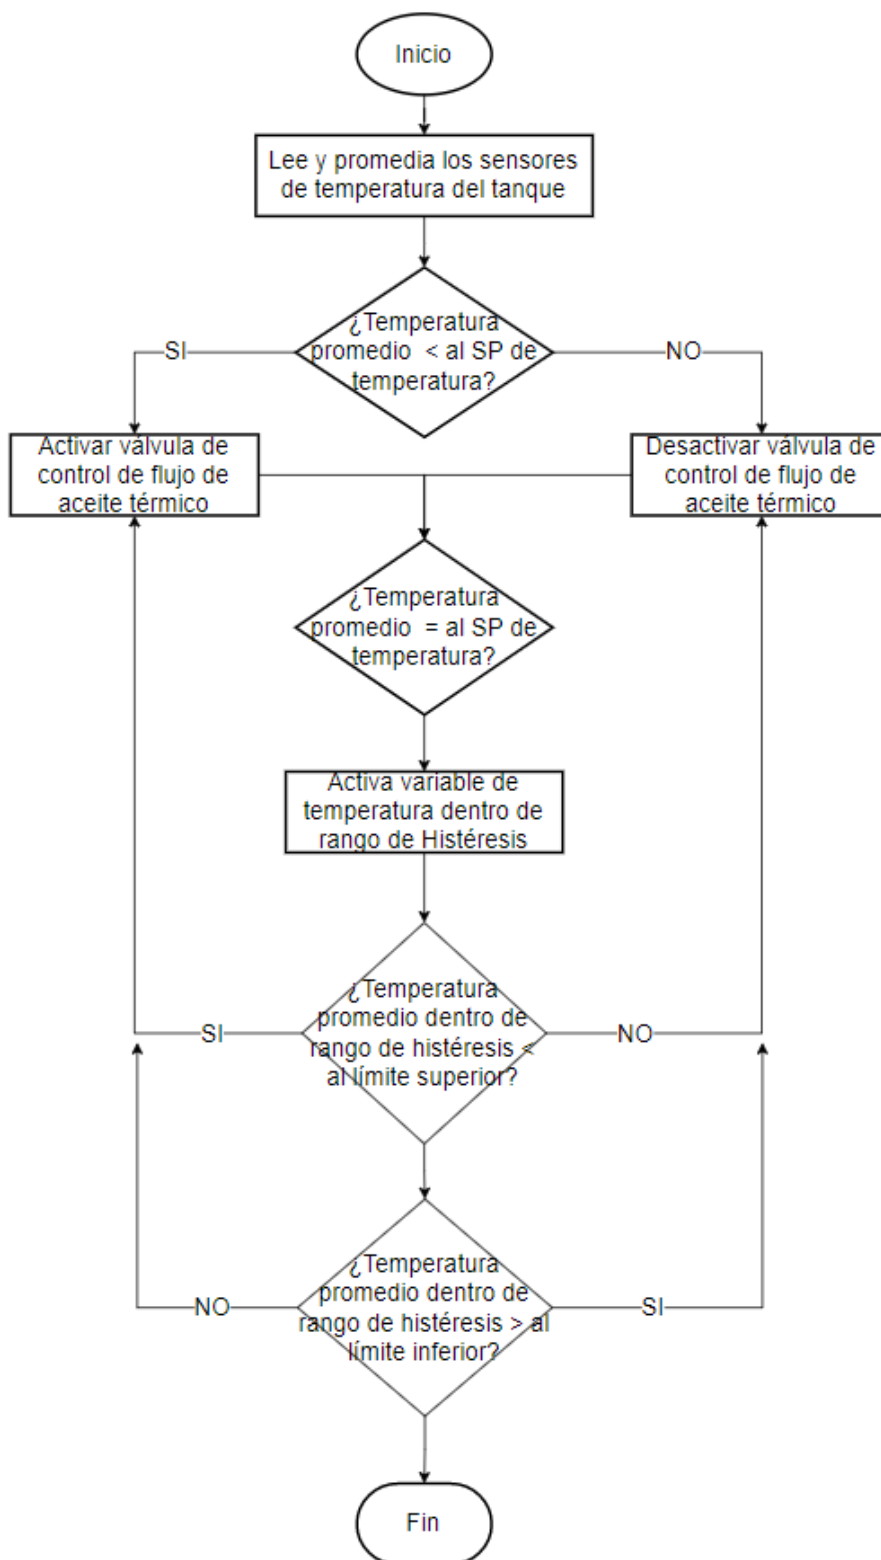 Inicio
Lee y promedia los sensores
de temperatura del tanque
¿Temperatura
promedio < al SP de
temperatura?
SI
NO
Activar válvula de
control de flujo de
aceite térmico
Desactivar válvula de
control de flujo de
aceite térmico
¿Temperatura
promedio = al SP de
temperatura?
Activa variable de
temperatura dentro de
rango de Histéresis
¿Temperatura
promedio dentro de
rango de histéresis <
al límite superior?
SI
NO
¿Temperatura
promedio dentro de
rango de histéresis > al
límite inferior?
NO
SI
Fin